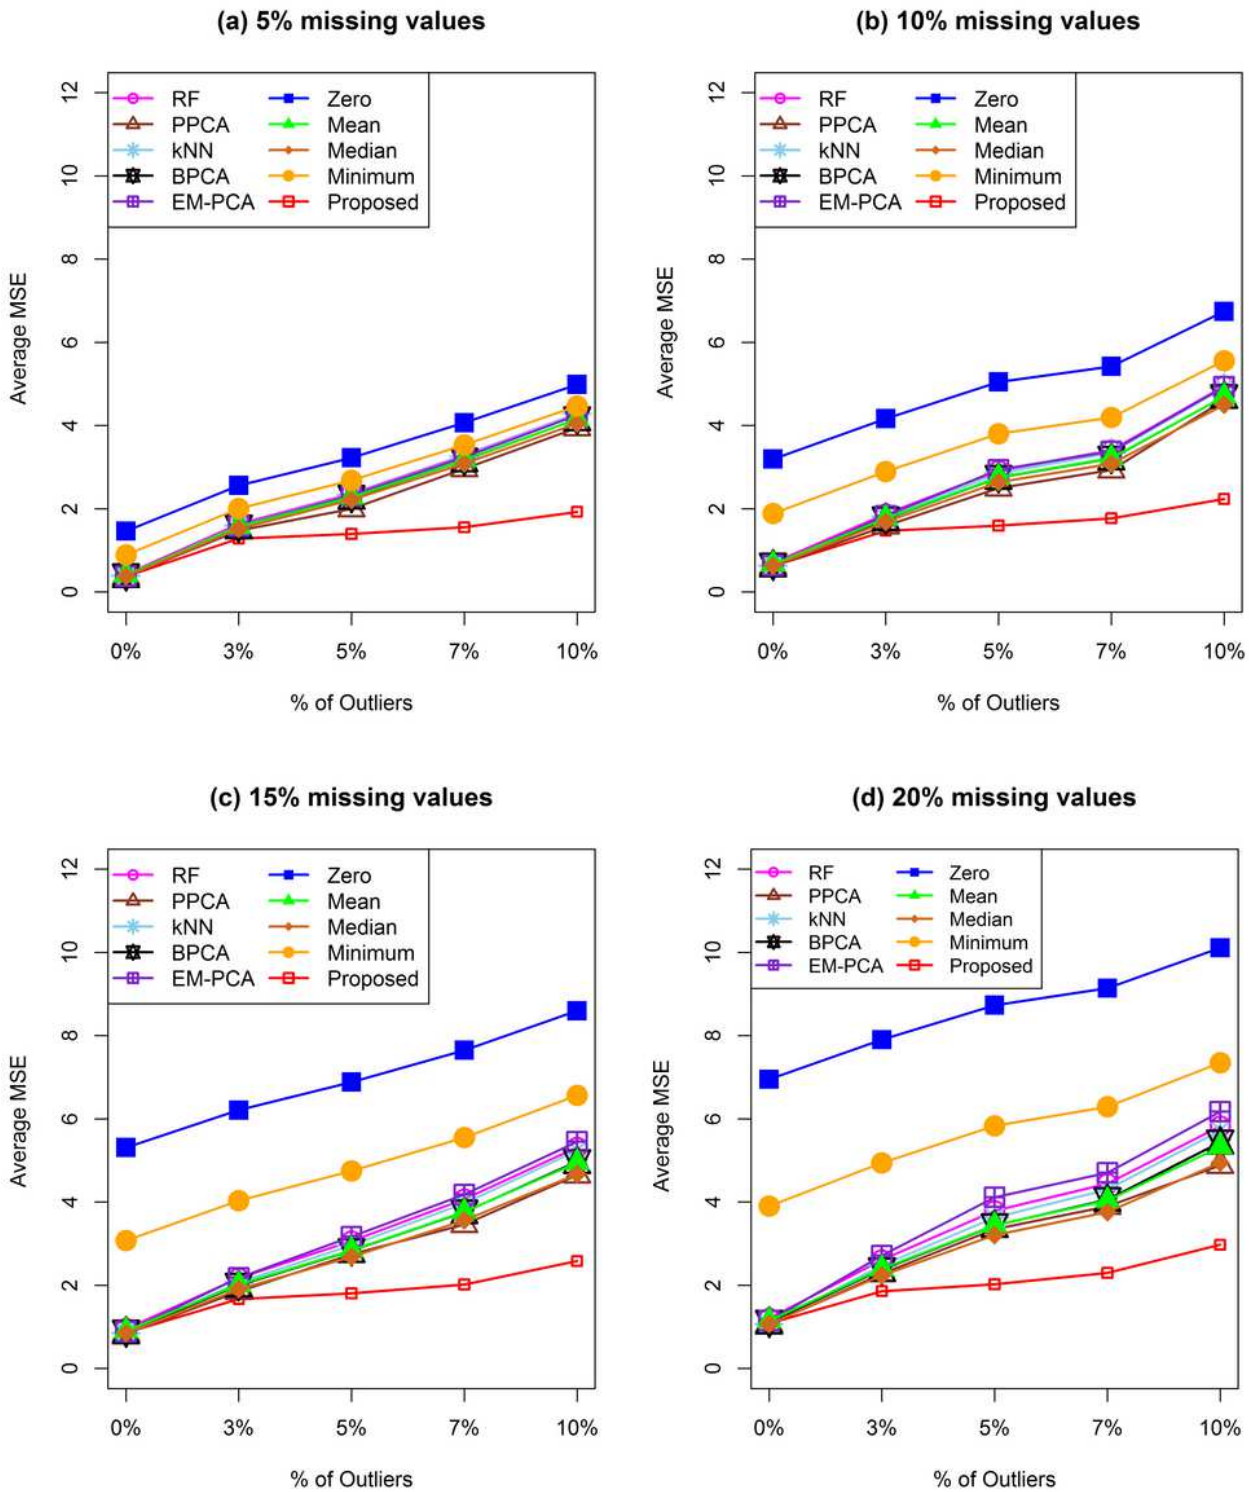 (a) 5% missing values
(b) 10% missing values
12
10
8
6
4
2
0
Average MSE
RF
PPCA
kNN
BPCA
EM-PCA
Zero
Mean
Median
Minimum
Proposed
0% 3% 5% 7% 10%
% of Outliers
12
10
8
6
4
2
0
Average MSE
RF
PPCA
kNN
BPCA
EM-PCA
Zero
Mean
Median
Minimum
Proposed
0% 3% 5% 7% 10%
% of Outliers
(c) 15% missing values
(d) 20% missing values
12
10
8
6
4
2
0
Average MSE
RF
PPCA
kNN
BPCA
EM-PCA
Zero
Mean
Median
Minimum
Proposed
0% 3% 5% 7% 10%
% of Outliers
12
10
8
6
4
2
0
Average MSE
RF
PPCA
kNN
BPCA
EM-PCA
Zero
Mean
Median
Minimum
Proposed
0% 3% 5% 7% 10%
% of Outliers